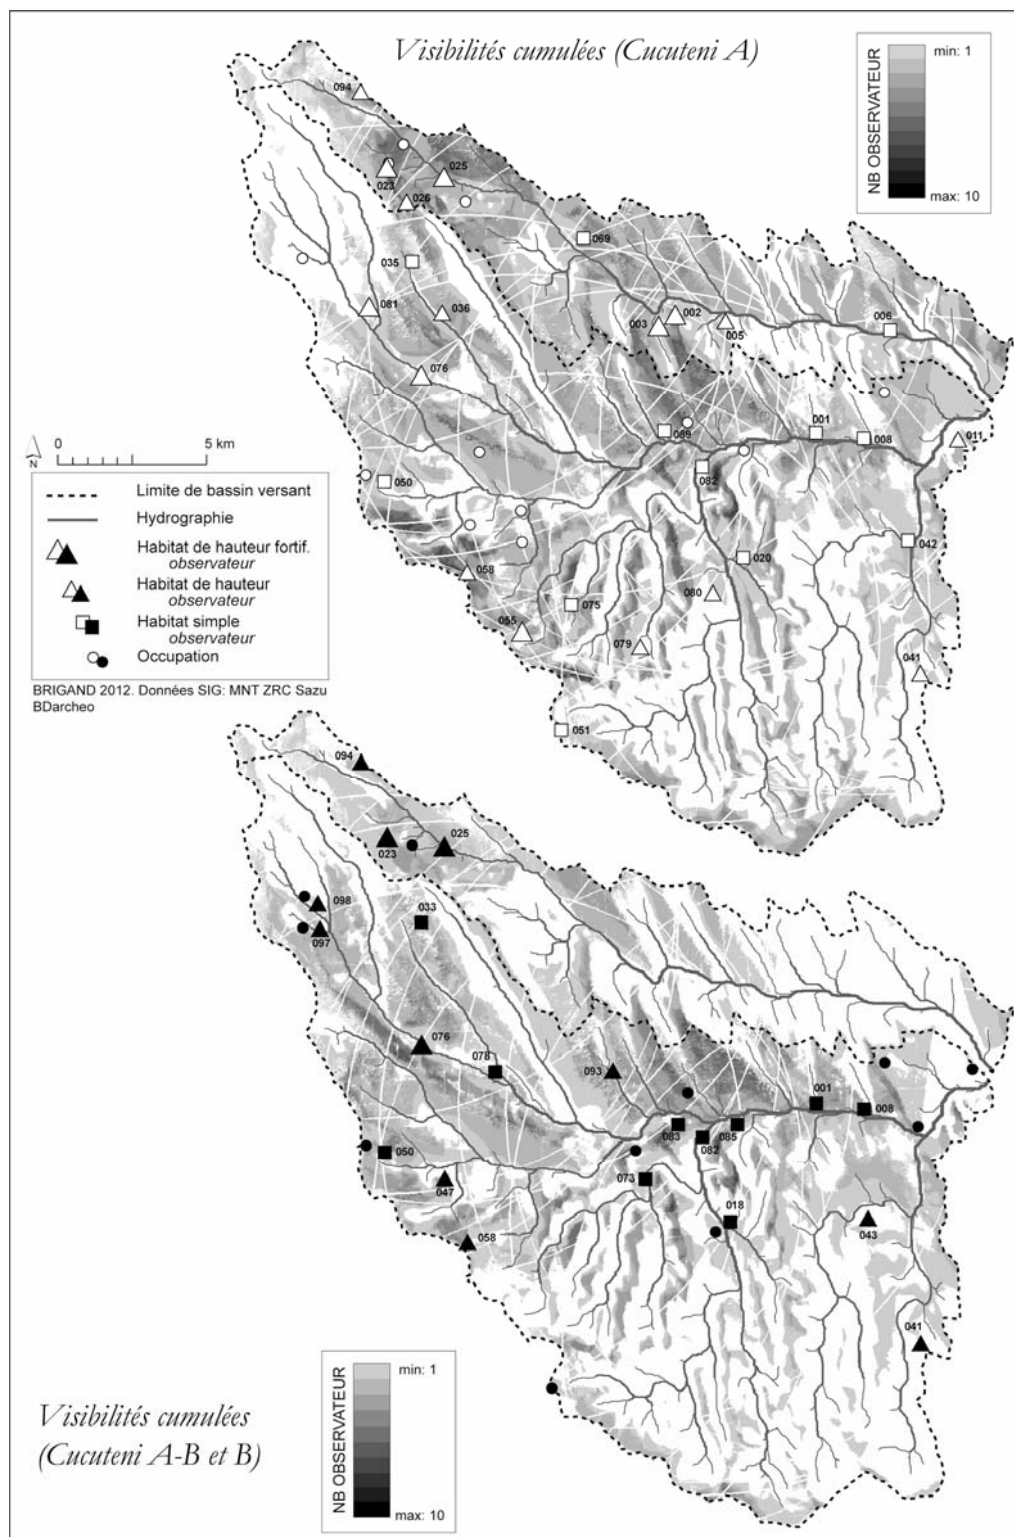 Visibilités cumulées (Cucuteni A)
min: 1
NB OBSERVATEUR
max: 10
094
025
023
026
069
035
081
036
003
002
005
006
076
089
001
008
011
050
082
042
058
020
075
080
055
079
041
051
N
0
5 km
Limite de bassin versant
Hydrographie
Habitat de hauteur fortif.
observateur
Habitat de hauteur
observateur
Habitat simple
observateur
Occupation
BRIGAND 2012. Données SIG: MNT ZRC Sazu
BDarcheo
094
025
023
098
033
097
076
078
093
001
008
083
082
085
050
047
073
018
058
043
041
min: 1
NB OBSERVATEUR
max: 10
Visibilités cumulées
(Cucuteni A-B et B)